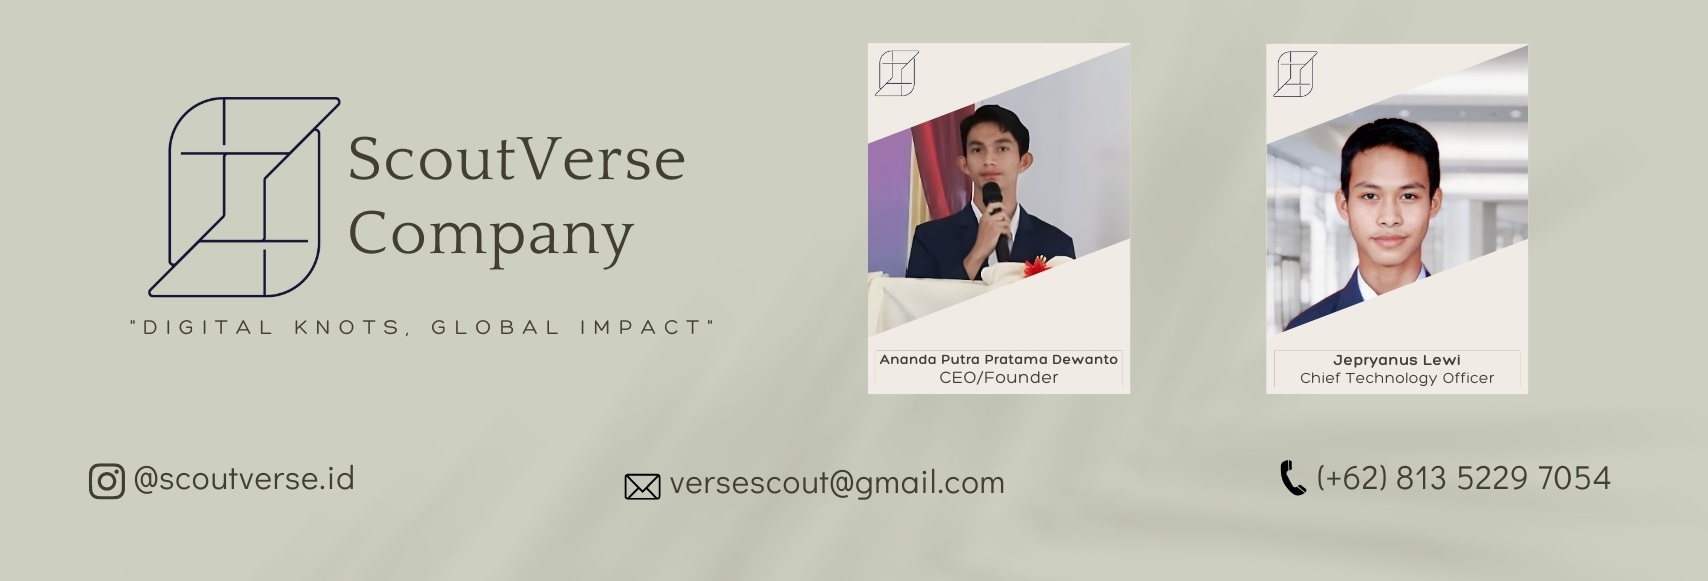 ScoutVerse
Company
"DIGITAL KNOTS, GLOBAL IMPACT"
Ananda Putra Pratama Dewanto
CEO/Founder
Jepryanus Lewi
Chief Technology Officer
@scoutverse.id
versescout@gmail.com
(+62) 813 5229 7054